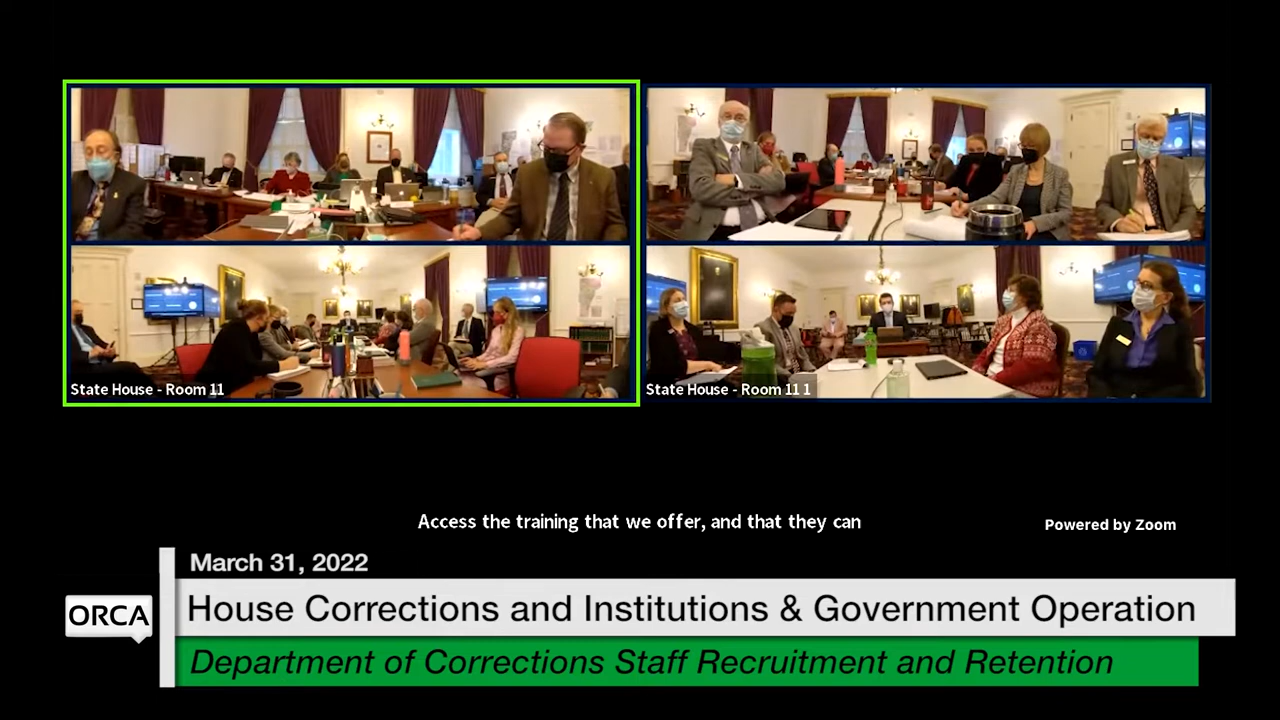 State House - Room 11
State House - Room 11 1
Access the training that we offer, and that they can
Powered by Zoom
March 31, 2022
ORCA
House Corrections and Institutions & Government Operation
Department of Corrections Staff Recruitment and Retention